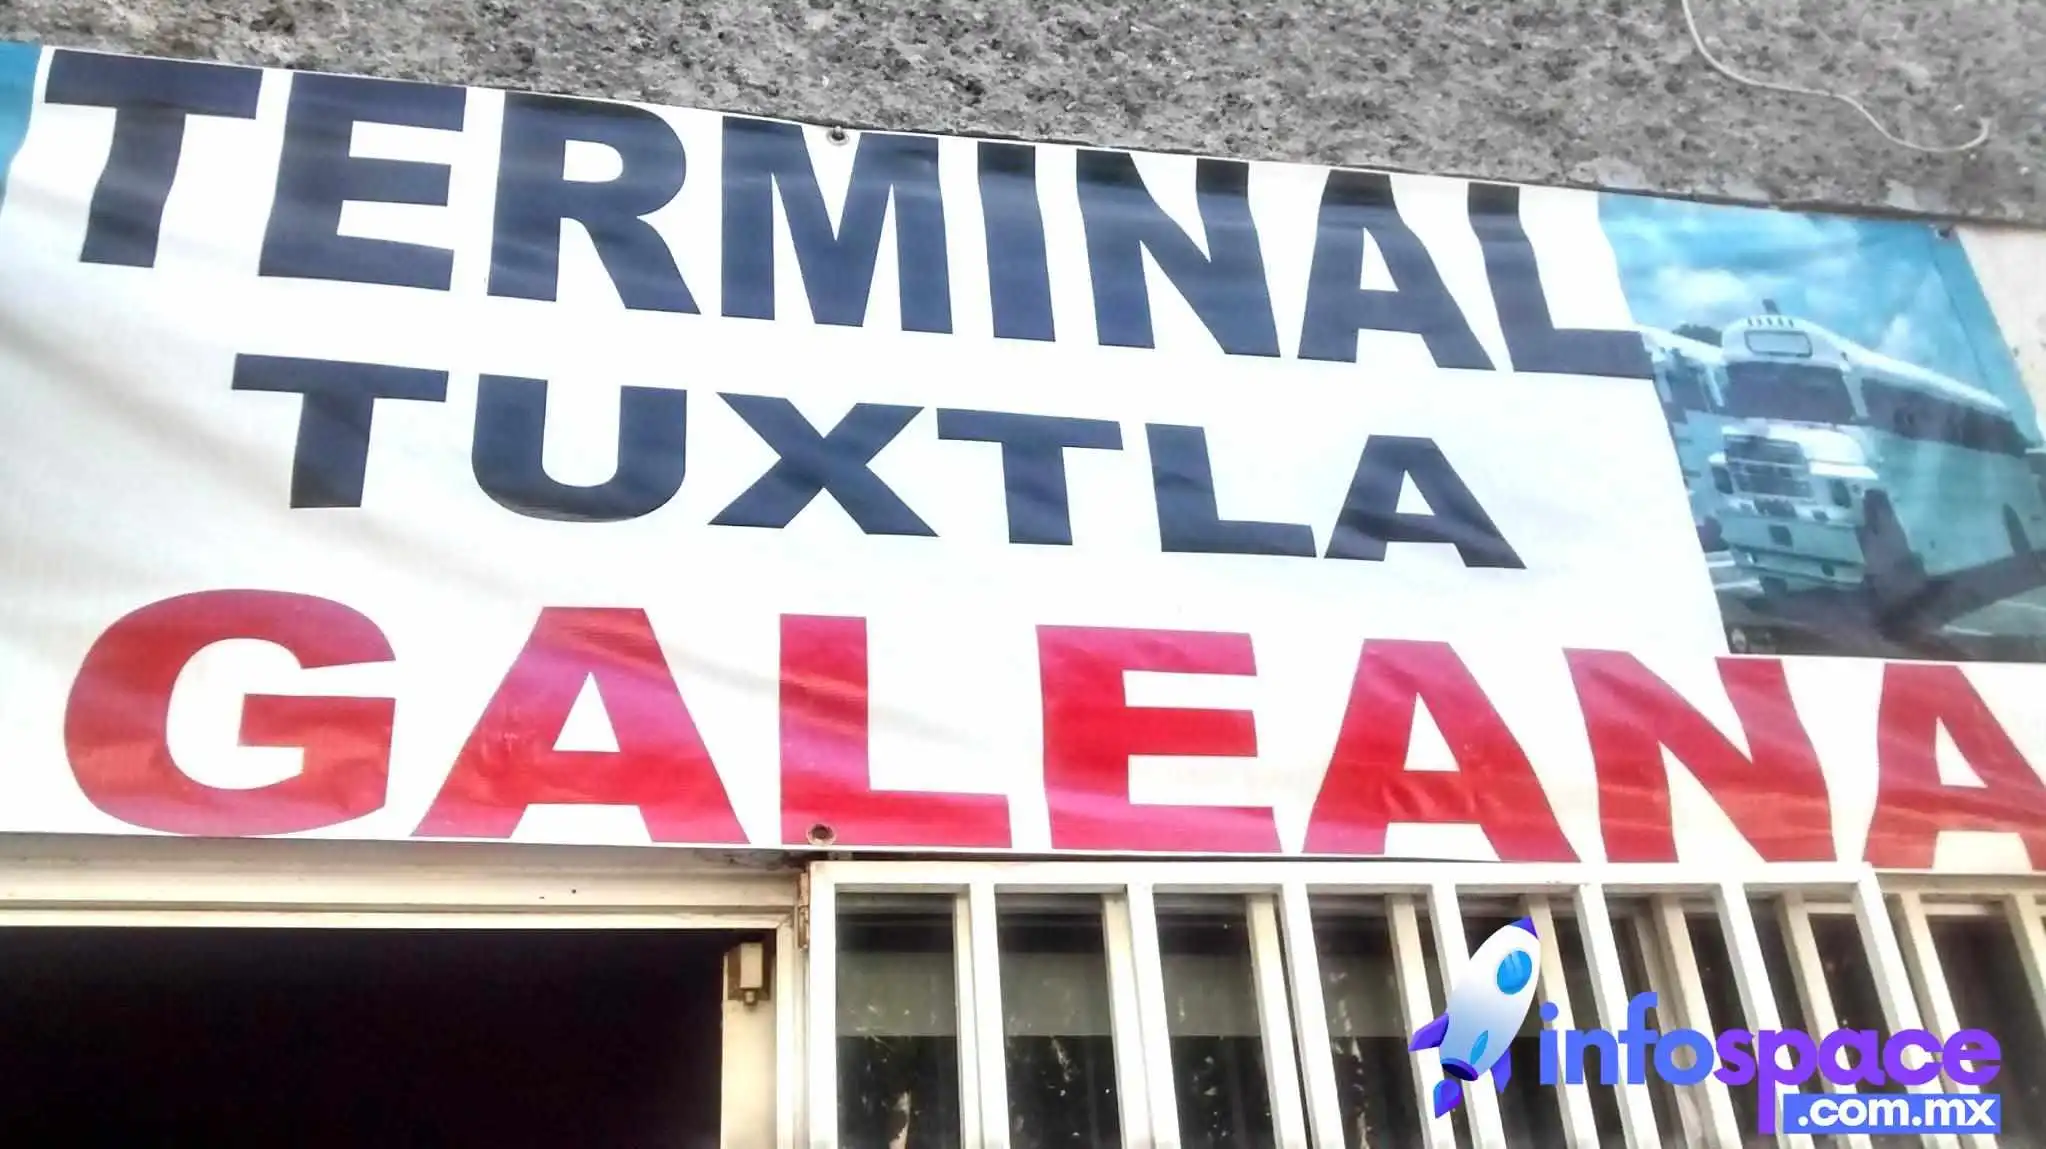 TERMINAL
TUXTLA
GALEANA
infospace
.com.mx